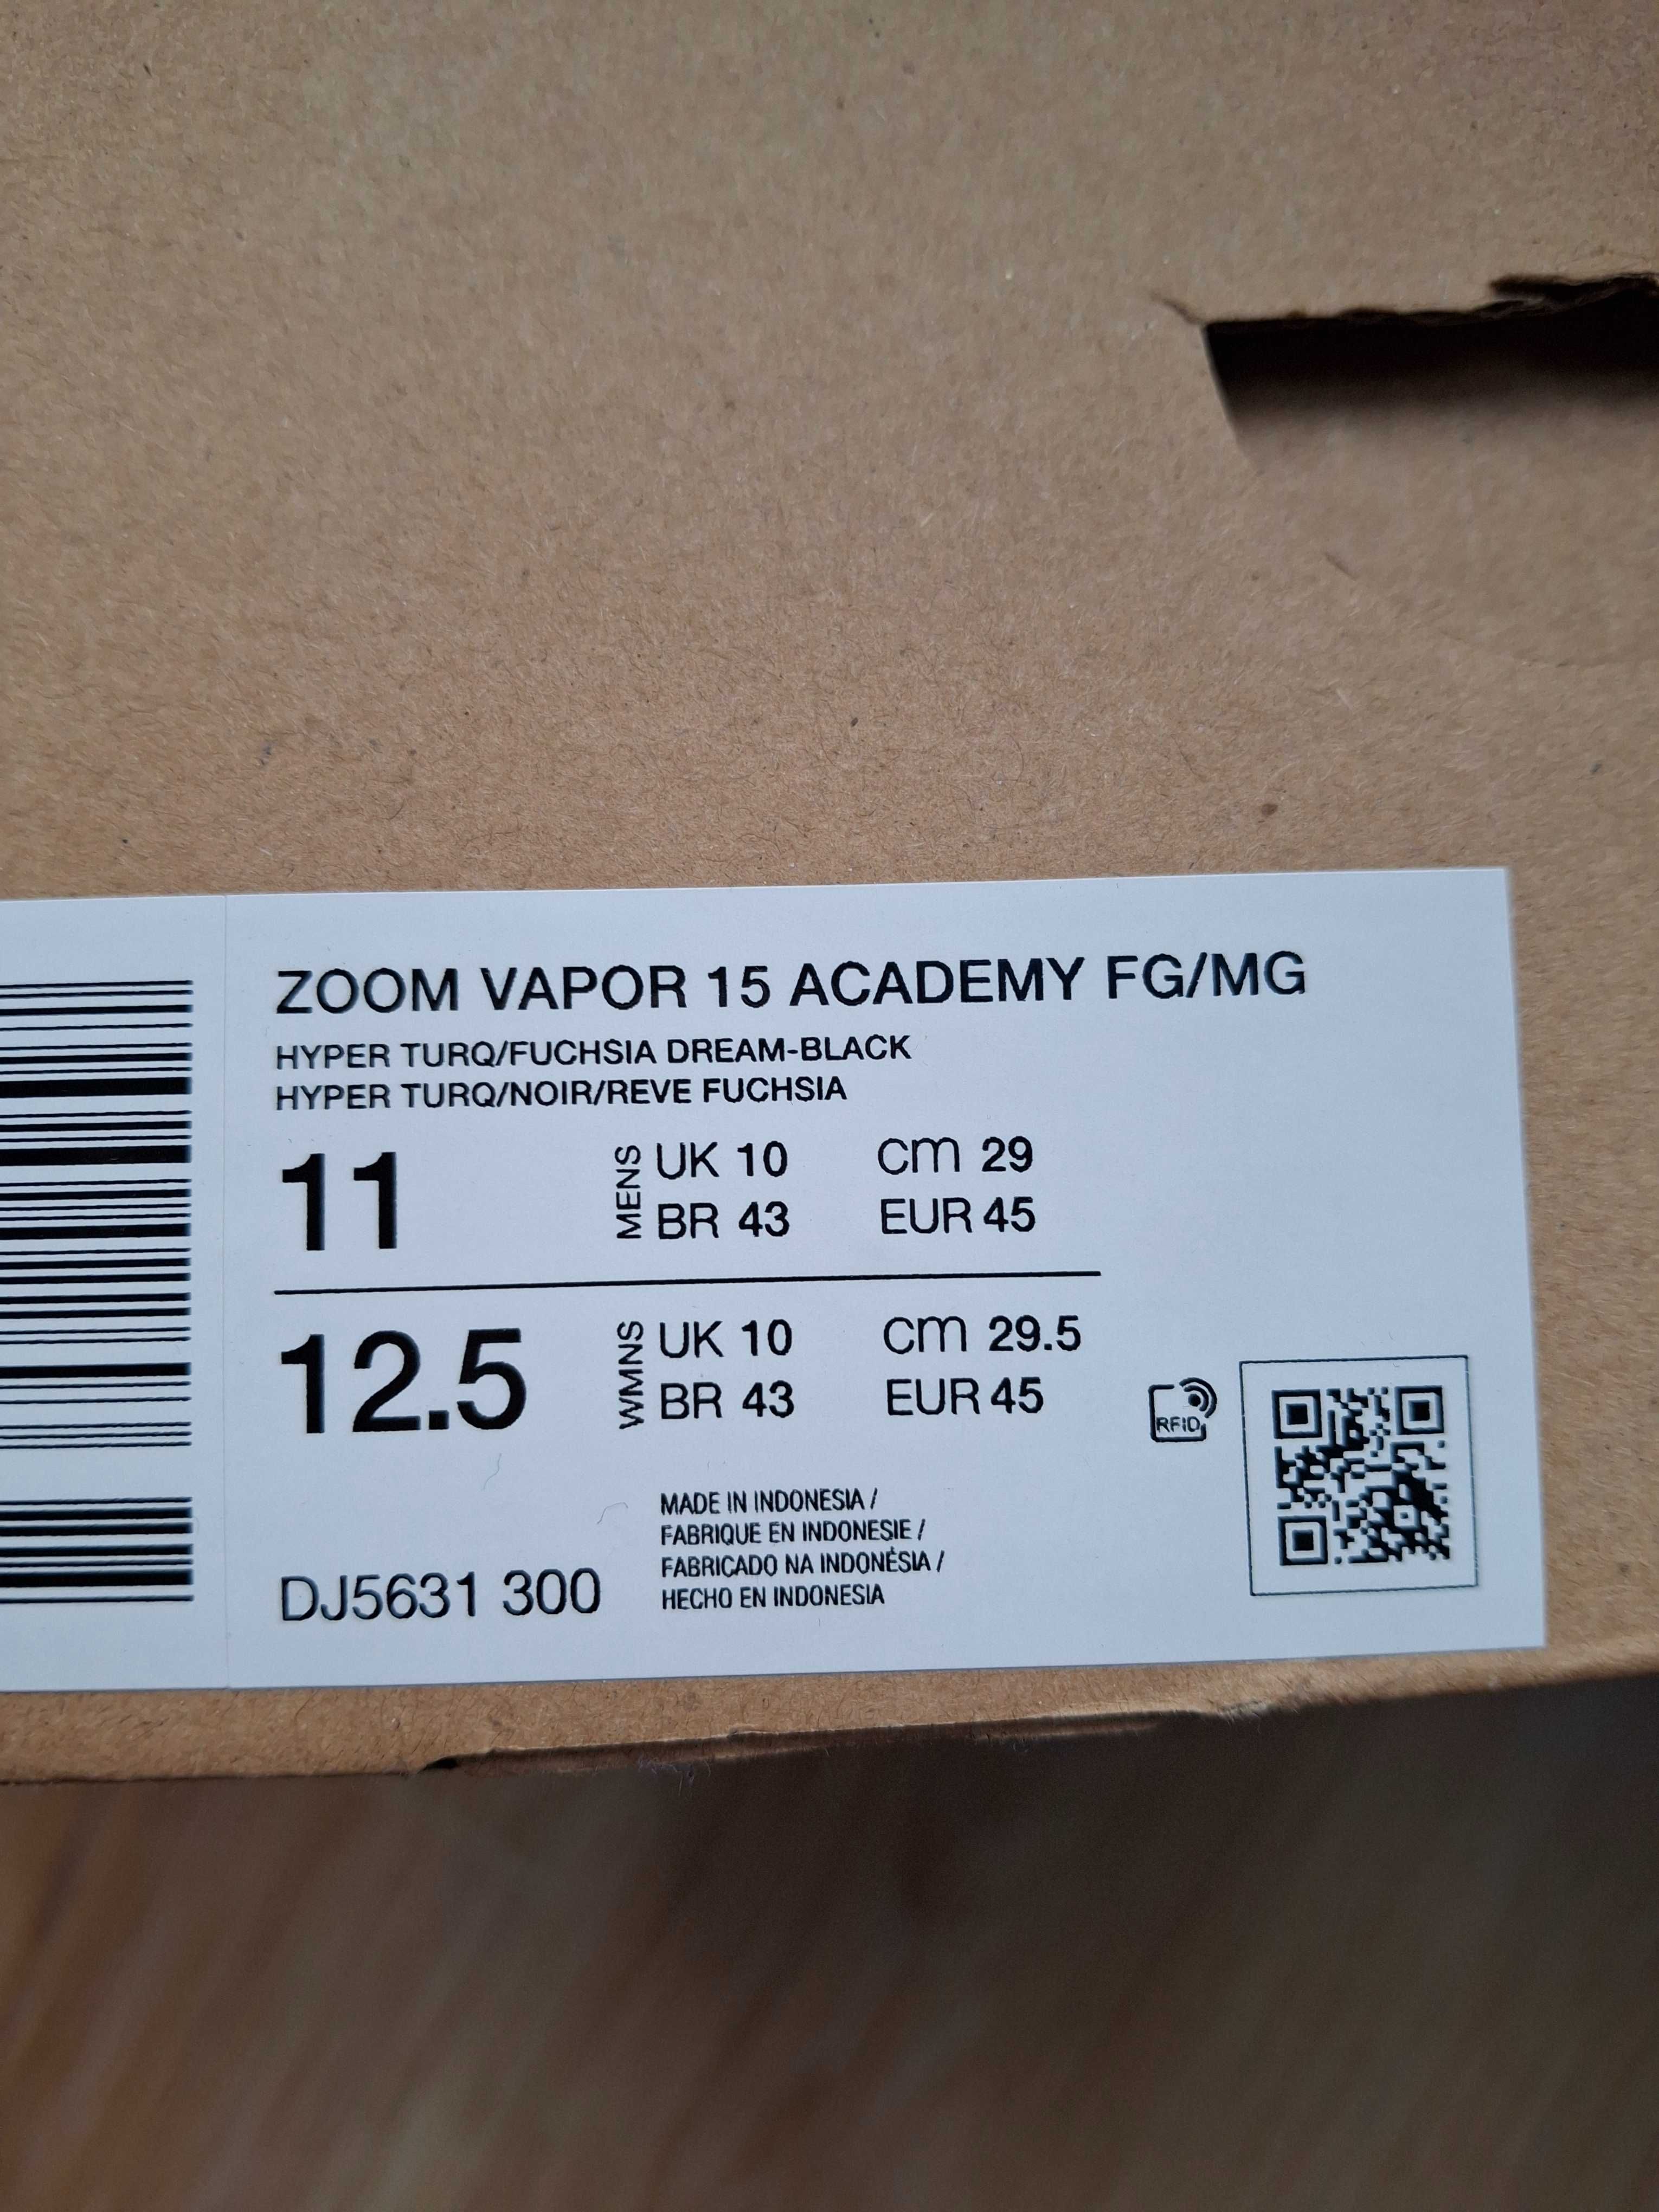 ZOOM VAPOR 15 ACADEMY FG/MG
HYPER TURQ/FUCHSIA DREAM-BLACK
HYPER TURQ/NOIR/REVE FUCHSIA
11 MENS UK 10 CM 29
BR 43 EUR 45
12.5 WMNS UK 10 CM 29.5
BR 43 EUR 45
RFID
MADE IN INDONESIA /
FABRIQUE EN INDONESIE /
FABRICADO NA INDONÉSIA /
HECHO EN INDONESIA
DJ5631 300